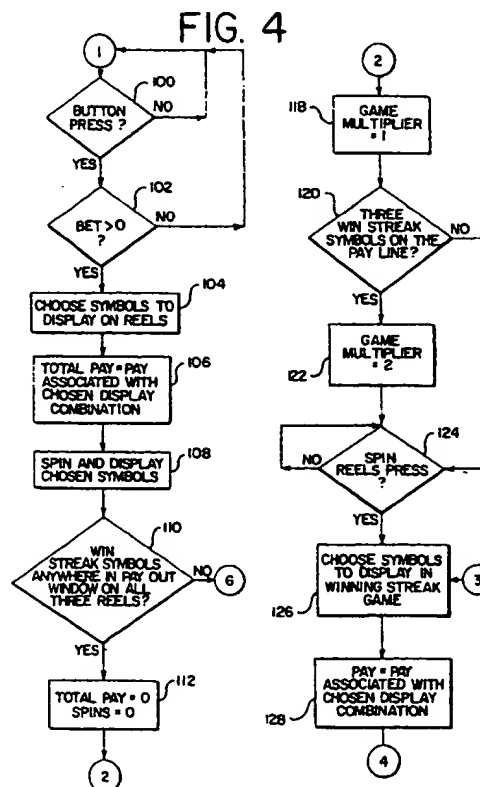 FIG. 4
1
100
BUTTON
PRESS ?
NO
YES
102
BET > 0
?
NO
YES
104
CHOOSE SYMBOLS TO
DISPLAY ON REELS
106
TOTAL PAY = PAY
ASSOCIATED WITH
CHOSEN DISPLAY
COMBINATION
108
SPIN AND DISPLAY
CHOSEN SYMBOLS
110
WIN
STREAK SYMBOLS
ANYWHERE IN PAY OUT
WINDOW ON ALL
THREE REELS?
NO
6
YES
112
TOTAL PAY = 0
SPINS = 0
2
2
118
GAME
MULTIPLIER
= 1
120
THREE
WIN STREAK
SYMBOLS ON THE
PAY LINE?
NO
YES
GAME
MULTIPLIER
= 2
122
124
NO
SPIN
REELS PRESS
?
YES
CHOOSE SYMBOLS
TO DISPLAY IN
WINNING STREAK
GAME
3
126
PAY = PAY
ASSOCIATED WITH
CHOSEN DISPLAY
COMBINATION
128
4